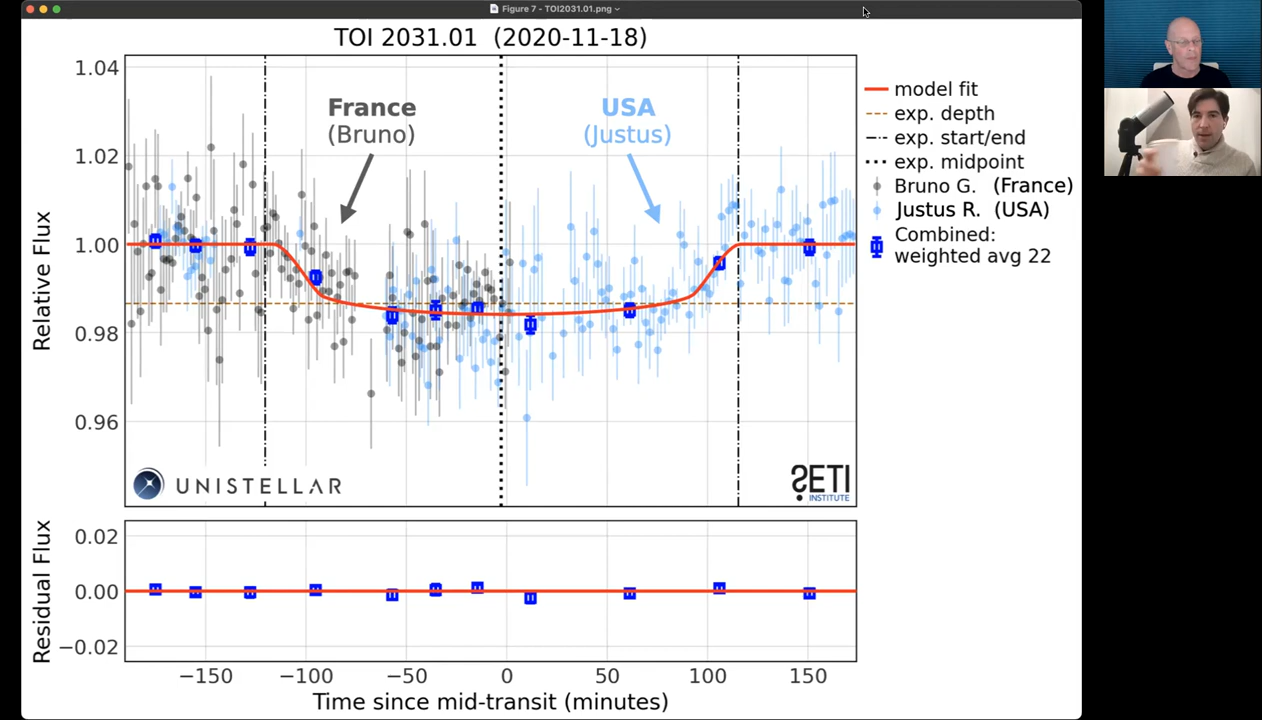 Figure 7 - TOI2031.01.png
TOI 2031.01 (2020-11-18)
1.04
1.02
1.00
0.98
0.96
Relative Flux
France
(Bruno)
USA
(Justus)
UNISTELLAR
SETI
INSTITUTE
model fit
exp. depth
exp. start/end
exp. midpoint
Bruno G. (France)
Justus R. (USA)
Combined:
weighted avg 22
0.02
0.00
−0.02
Residual Flux
−150 −100 −50 0 50 100 150
Time since mid-transit (minutes)